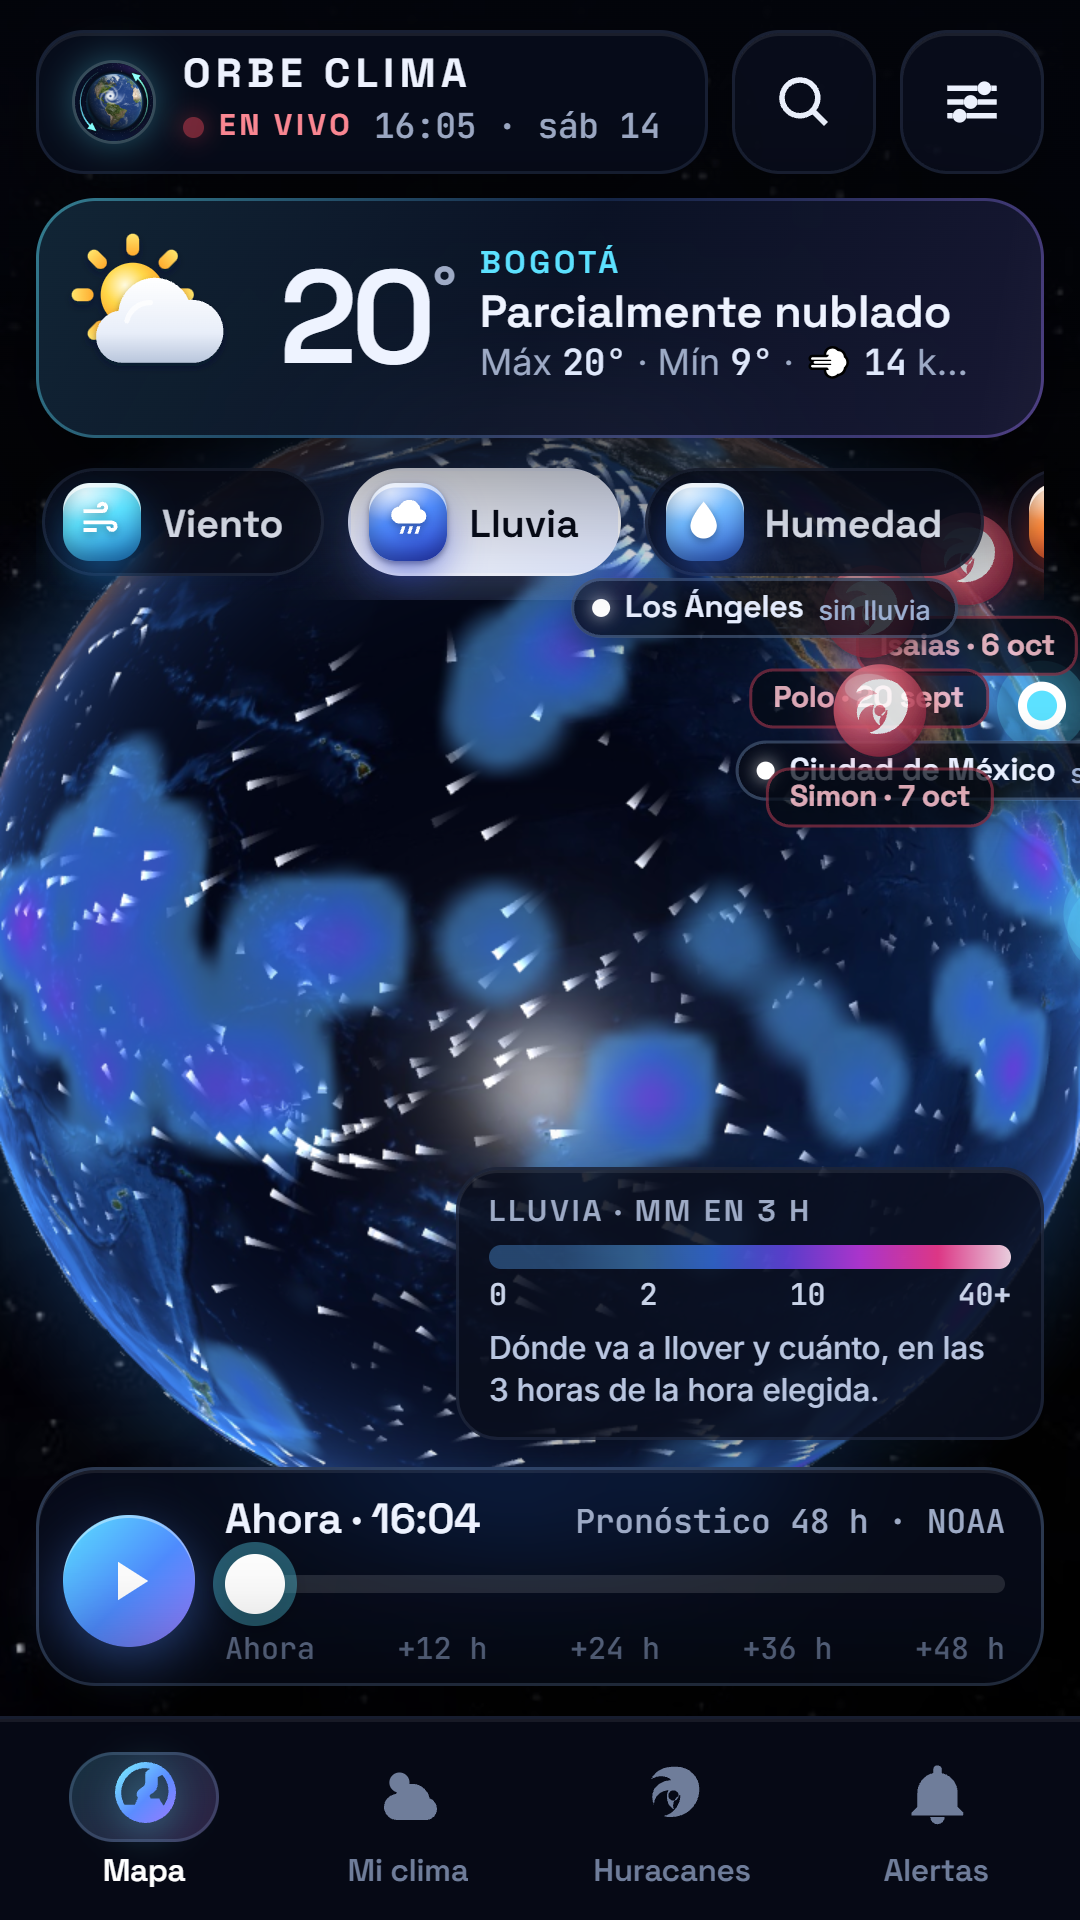 ORBE CLIMA
EN VIVO 16:05 · sáb 14
BOGOTÁ
20°
Parcialmente nublado
Máx 20° · Mín 9° · 14 k...
Viento
Lluvia
Humedad
Los Ángeles sin lluvia
Isaias · 6 oct
Polo · 20 sept
Ciudad de México s
Simon · 7 oct
LLUVIA · MM EN 3 H
0 2 10 40+
Dónde va a llover y cuánto, en las
3 horas de la hora elegida.
Ahora · 16:04 Pronóstico 48 h · NOAA
Ahora +12 h +24 h +36 h +48 h
Mapa Mi clima Huracanes Alertas